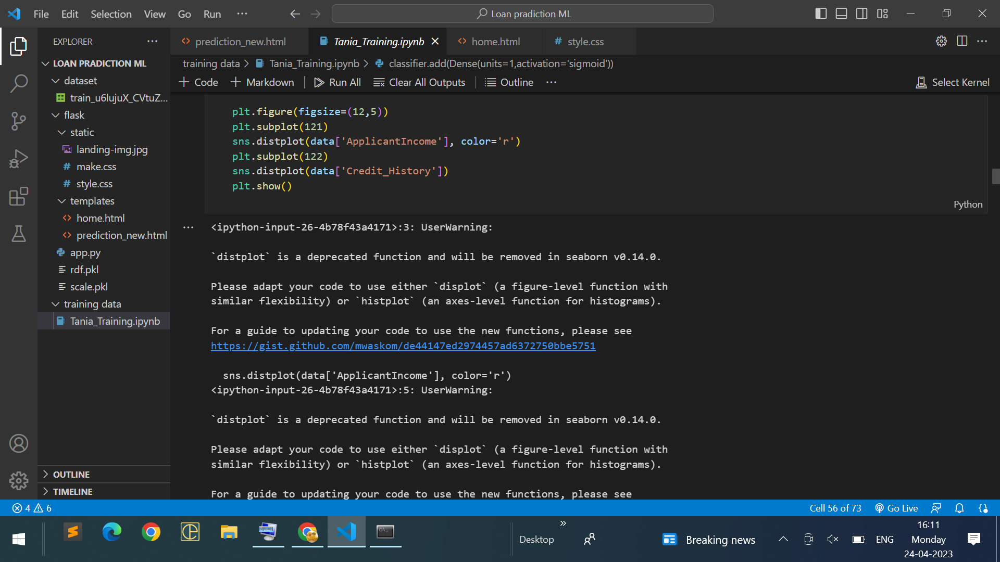 File Edit Selection View Go Run ··· Loan pradiction ML
EXPLORER ···
LOAN PRADICTION ML
dataset
train_u6lujuX_CVtuZ...
flask
static
landing-img.jpg
make.css
style.css
templates
home.html
prediction_new.html
app.py
rdf.pkl
scale.pkl
training data
Tania_Training.ipynb
OUTLINE
TIMELINE
prediction_new.html Tania_Training.ipynb home.html style.css
training data > Tania_Training.ipynb > classifier.add(Dense(units=1,activation='sigmoid'))
+ Code + Markdown | Run All Clear All Outputs | Outline ··· Select Kernel
plt.figure(figsize=(12,5))
plt.subplot(121)
sns.distplot(data['ApplicantIncome'], color='r')
plt.subplot(122)
sns.distplot(data['Credit_History'])
plt.show()
Python
<ipython-input-26-4b78f43a4171>:3: UserWarning:
`distplot` is a deprecated function and will be removed in seaborn v0.14.0.
Please adapt your code to use either `displot` (a figure-level function with
similar flexibility) or `histplot` (an axes-level function for histograms).
For a guide to updating your code to use the new functions, please see
https://gist.github.com/mwaskom/de44147ed2974457ad6372750bbe5751
sns.distplot(data['ApplicantIncome'], color='r')
<ipython-input-26-4b78f43a4171>:5: UserWarning:
`distplot` is a deprecated function and will be removed in seaborn v0.14.0.
Please adapt your code to use either `displot` (a figure-level function with
similar flexibility) or `histplot` (an axes-level function for histograms).
For a guide to updating your code to use the new functions, please see
4 6 Cell 56 of 73 Go Live
Desktop Breaking news ENG
16:11
Monday
24-04-2023